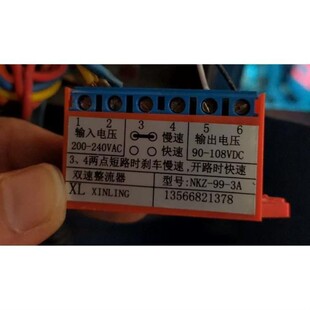 1 2 3 4 5 6
输入电压 慢速 输出电压
200-240VAC 快速 90-108VDC
3、4两点短路时刹车慢速,开路时快速
双速整流器 型号:NKZ-99-3A
XL XINLING 13566821378